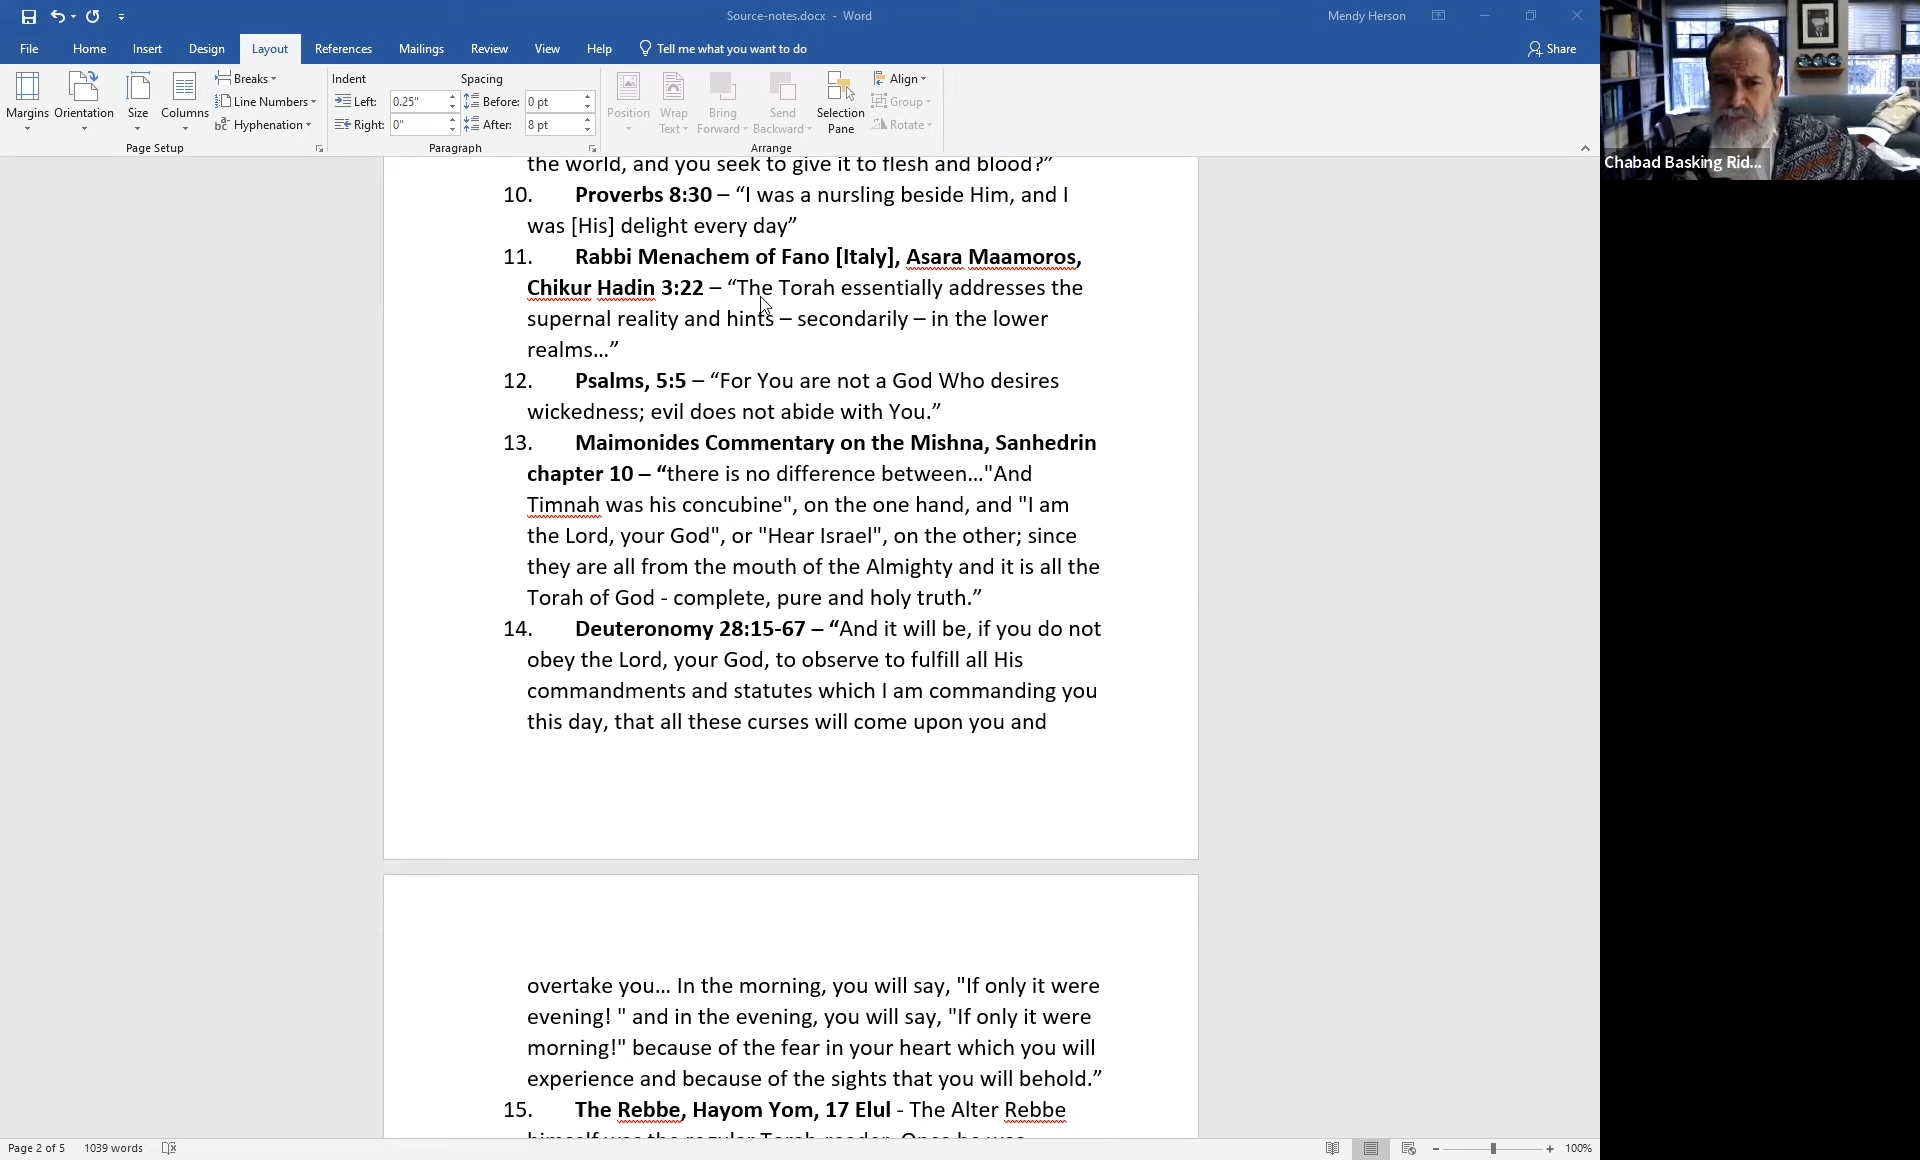 Source-notes.docx - Word
Mendy Herson
File Home Insert Design Layout References Mailings Review View Help Tell me what you want to do Share
Margins Orientation Size Columns
Breaks
Line Numbers
Hyphenation
Page Setup
Indent Spacing
Left: 0.25" Before: 0 pt
Right: 0" After: 8 pt
Paragraph
Position Wrap Text Bring Forward Send Backward Selection Pane
Align
Group
Rotate
Arrange
Chabad Basking Rid...
the world, and you seek to give it to flesh and blood?”
10. Proverbs 8:30 – “I was a nursling beside Him, and I
was [His] delight every day”
11. Rabbi Menachem of Fano [Italy], Asara Maamoros,
Chikur Hadin 3:22 – “The Torah essentially addresses the
supernal reality and hints – secondarily – in the lower
realms…”
12. Psalms, 5:5 – “For You are not a God Who desires
wickedness; evil does not abide with You.”
13. Maimonides Commentary on the Mishna, Sanhedrin
chapter 10 – “there is no difference between…"And
Timnah was his concubine", on the one hand, and "I am
the Lord, your God", or "Hear Israel", on the other; since
they are all from the mouth of the Almighty and it is all the
Torah of God - complete, pure and holy truth.”
14. Deuteronomy 28:15-67 – “And it will be, if you do not
obey the Lord, your God, to observe to fulfill all His
commandments and statutes which I am commanding you
this day, that all these curses will come upon you and
overtake you… In the morning, you will say, "If only it were
evening! " and in the evening, you will say, "If only it were
morning!" because of the fear in your heart which you will
experience and because of the sights that you will behold.”
15. The Rebbe, Hayom Yom, 17 Elul - The Alter Rebbe
himself was the regular Torah reader. Once he was
Page 2 of 5 1039 words 100%